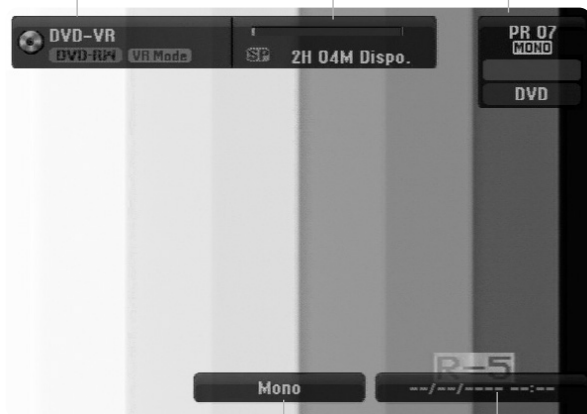 DVD-VR
DVD-RW VR Mode
SP 2H 04M Dispo.
PR 07
MONO
DVD
R-5
Mono
--/--/---- --:--